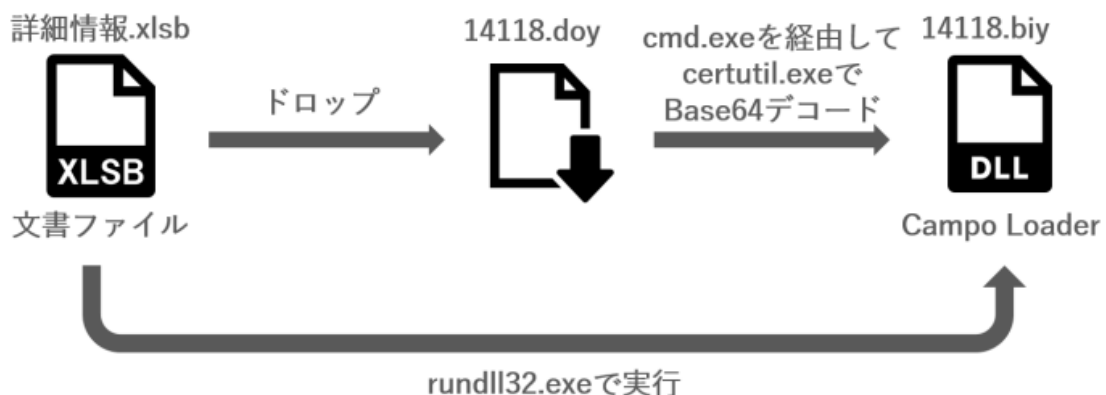 詳細情報.xlsb
XLSB
文書ファイル
ドロップ
14118.doy
cmd.exeを経由して
certutil.exeで
Base64デコード
14118.biy
DLL
Campo Loader
rundll32.exeで実行